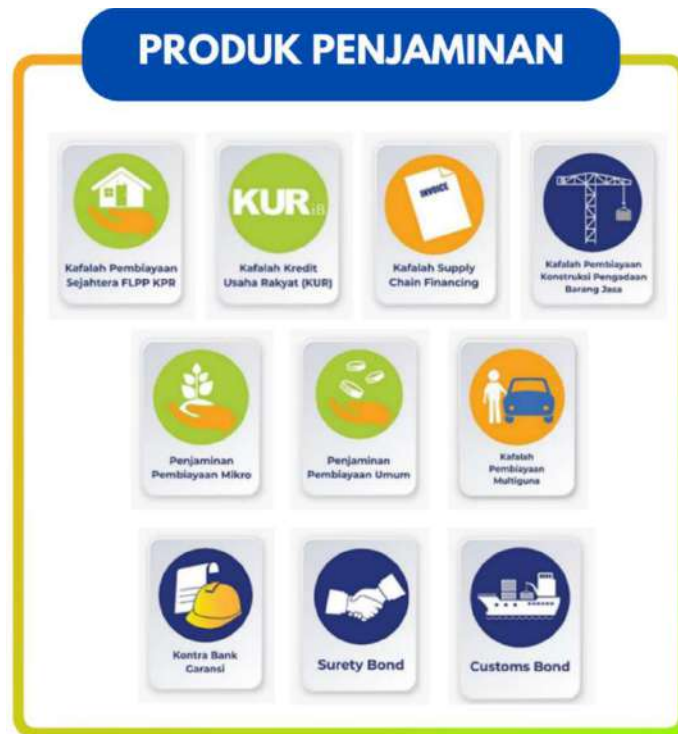 PRODUK PENJAMINAN
Kafalah Pembiayaan
Sejahtera FLPP KPR
KUR iB
Kafalah Kredit
Usaha Rakyat (KUR)
INVOICE
Kafalah Supply
Chain Financing
Kafalah Pembiayaan
Konstruksi Pengadaan
Barang Jasa
Penjaminan
Pembiayaan Mikro
Penjaminan
Pembiayaan Umum
Kafalah
Pembiayaan
Multiguna
Kontra Bank
Garansi
Surety Bond
Customs Bond